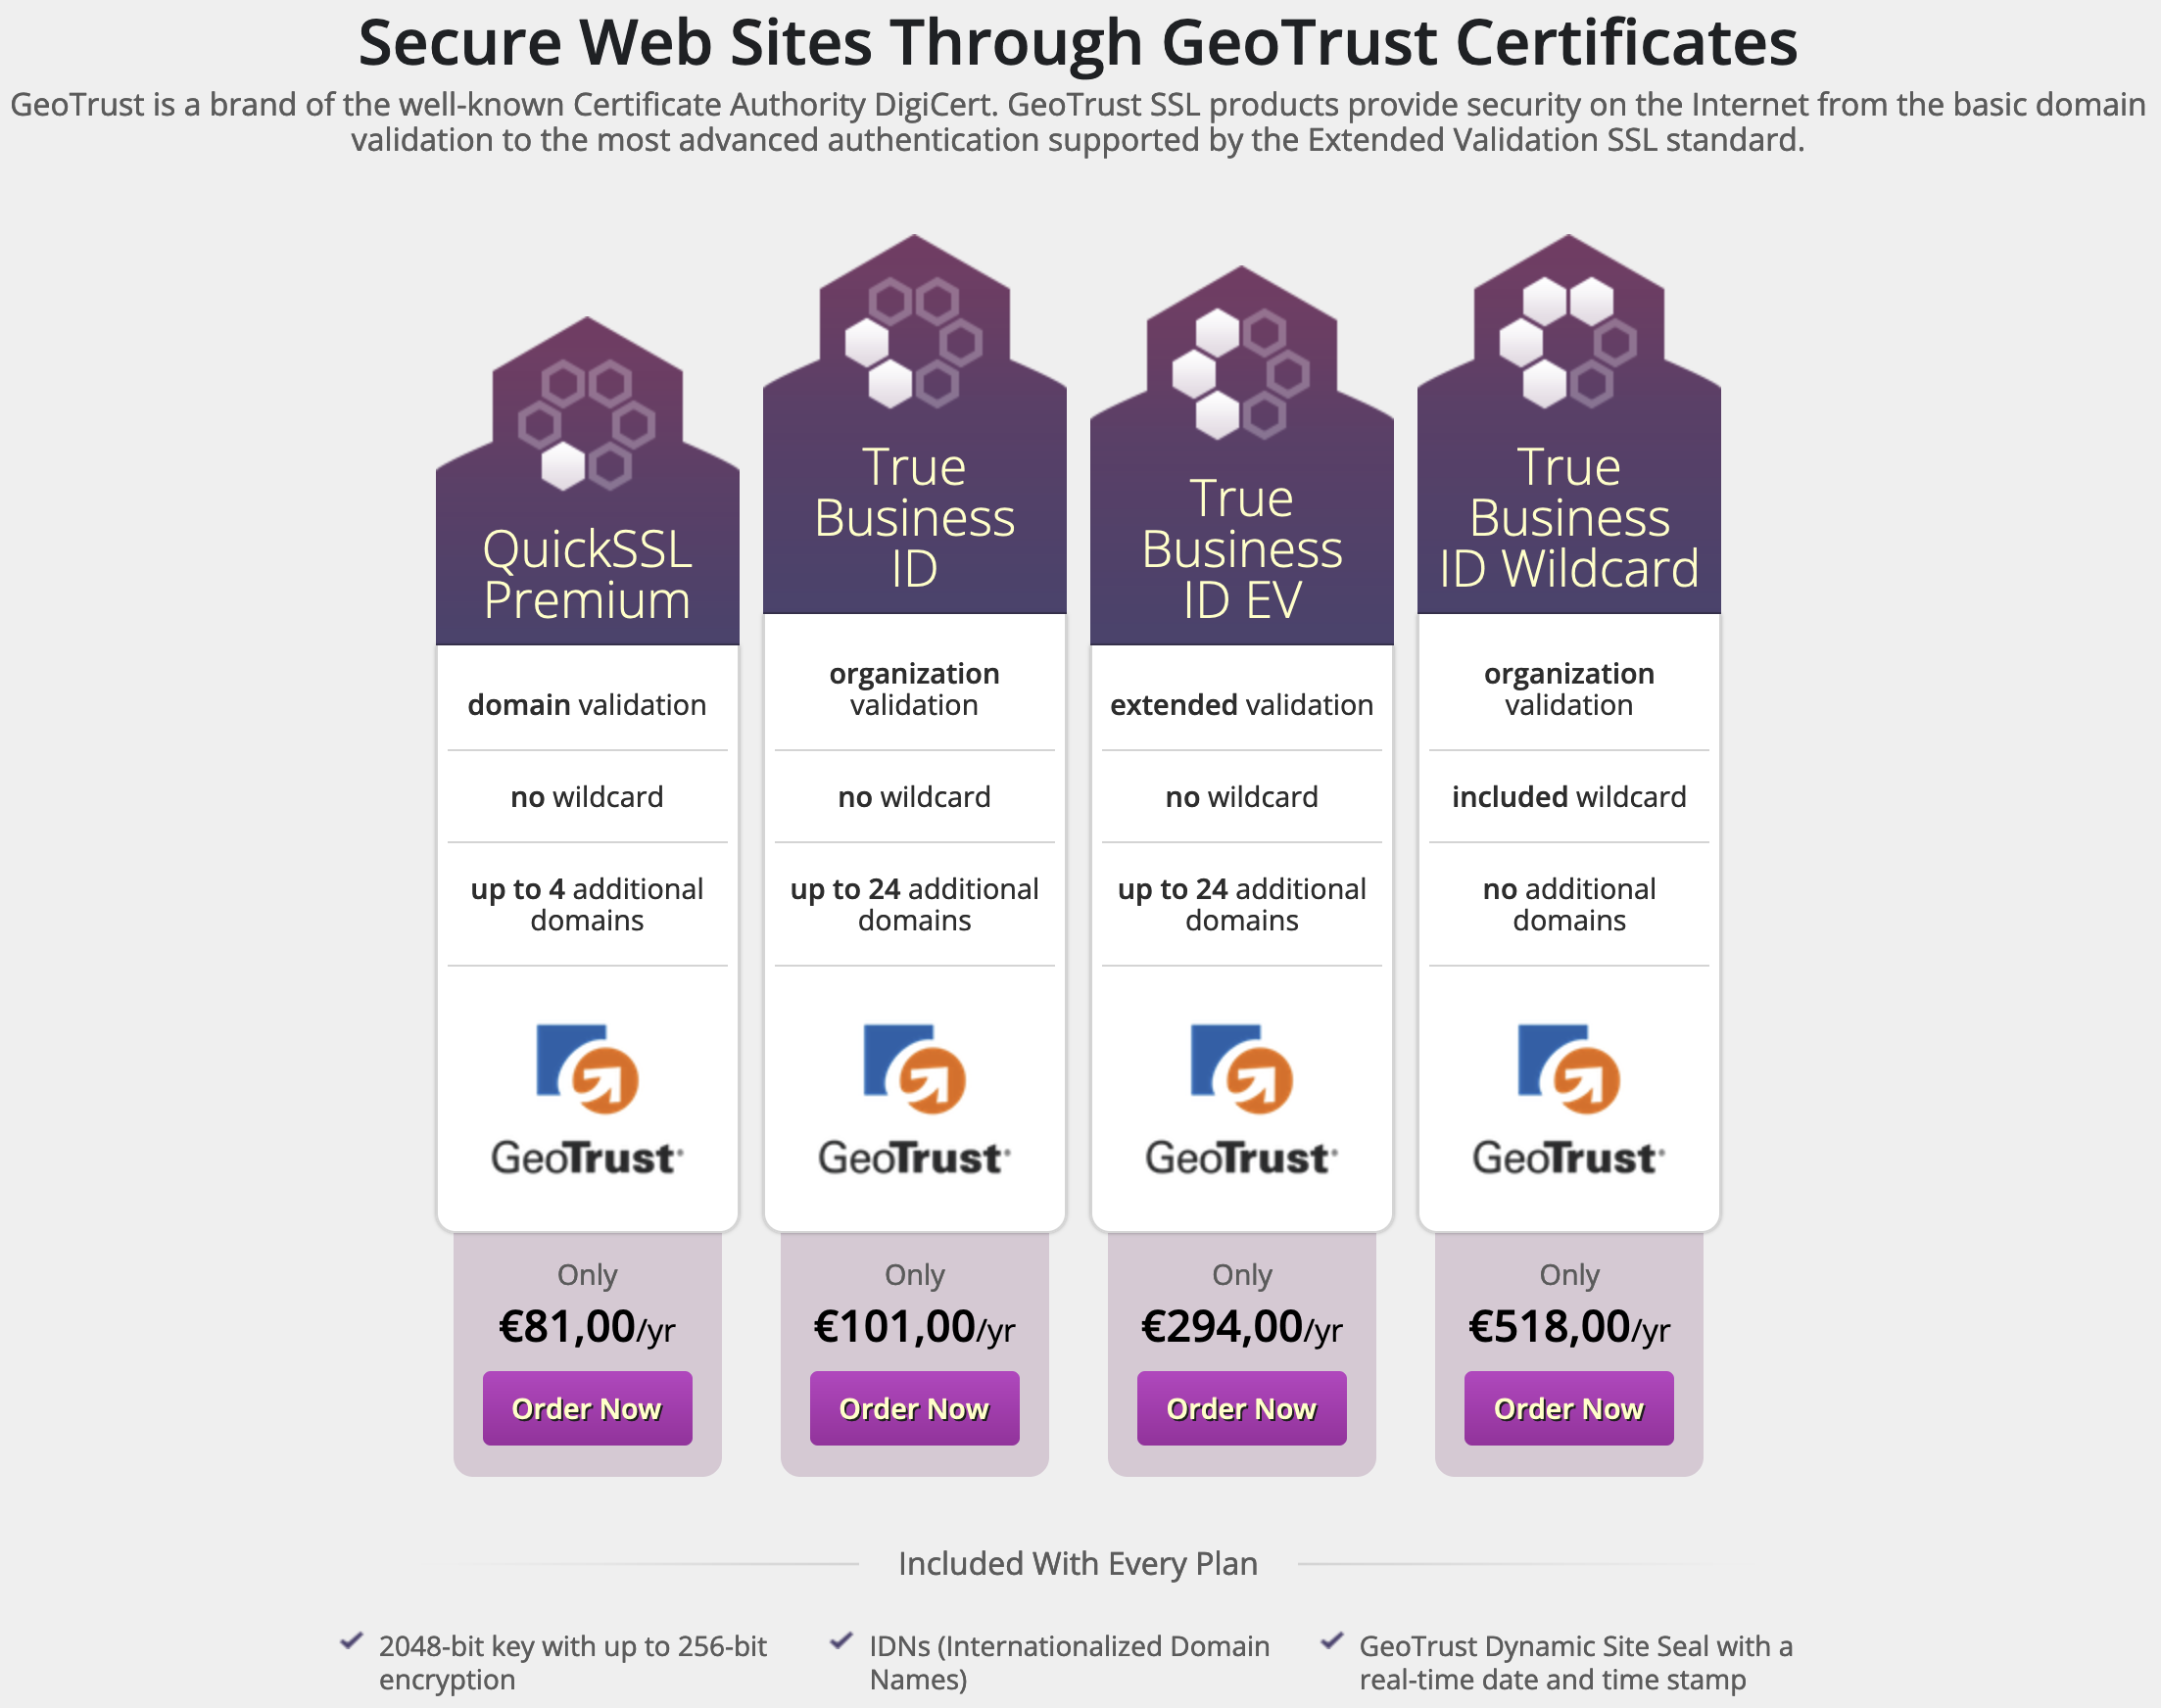 Secure Web Sites Through GeoTrust Certificates
GeoTrust is a brand of the well-known Certificate Authority DigiCert. GeoTrust SSL products provide security on the Internet from the basic domain
validation to the most advanced authentication supported by the Extended Validation SSL standard.
QuickSSL
Premium
domain validation
no wildcard
up to 4 additional
domains
GeoTrust
Only
€81,00/yr
Order Now
True
Business
ID
organization
validation
no wildcard
up to 24 additional
domains
GeoTrust
Only
€101,00/yr
Order Now
True
Business
ID EV
extended validation
no wildcard
up to 24 additional
domains
GeoTrust
Only
€294,00/yr
Order Now
True
Business
ID Wildcard
organization
validation
included wildcard
no additional
domains
GeoTrust
Only
€518,00/yr
Order Now
Included With Every Plan
2048-bit key with up to 256-bit
encryption
IDNs (Internationalized Domain
Names)
GeoTrust Dynamic Site Seal with a
real-time date and time stamp